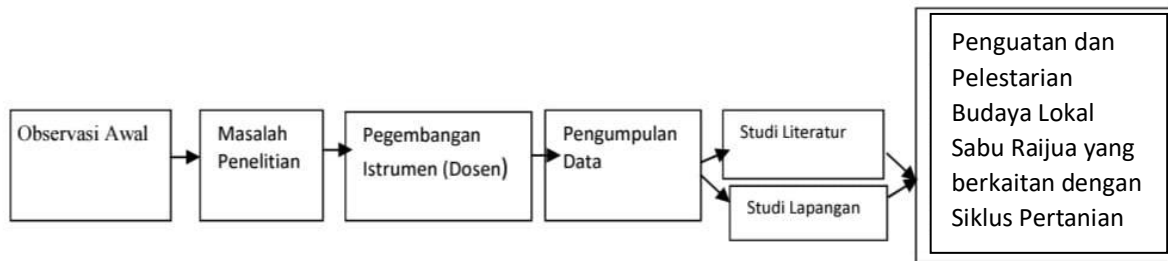 Observasi Awal
Masalah
Penelitian
Pegembangan
Istrumen (Dosen)
Pengumpulan
Data
Studi Literatur
Studi Lapangan
Penguatan dan
Pelestarian
Budaya Lokal
Sabu Raijua yang
berkaitan dengan
Siklus Pertanian